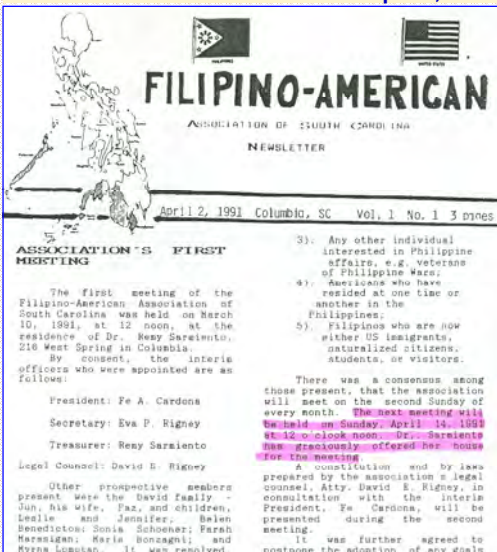 PHILIPPINES
UNITED STATES
FILIPINO-AMERICAN
ASSOCIATION OF SOUTH CAROLINA
NEWSLETTER
April 2, 1991 Columbia, SC Vol. 1 No. 1 3 pages
ASSOCIATION'S FIRST
MEETING
The first meeting of the
Filipino-American Association of
South Carolina was held on March
10, 1991, at 12 noon, at the
residence of Dr. Remy Sarmiento,
216 West Spring in Columbia.
By consent, the interim
officers who were appointed are as
follows:
President: Fe A. Cardona
Secretary: Eva P. Rigney
Treasurer: Remy Sarmiento
Legal Counsel: David E. Rigney
Other prospective members
present were the David family -
Jun, his wife, Paz, and children,
Leslie and Jennifer; Belen
Benedictos; Sonia Schoener; Farah
Marasigan; Marie Bonzagni; and
Myrna Lomotan. It was resolved,
3). Any other individual
interested in Philippine
affairs, e.g. veterans
of Philippine Wars;
4). Americans who have
resided at one time or
another in the
Philippines;
5). Filipinos who are now
either US immigrants,
naturalized citizens,
students, or visitors.
There was a consensus among
those present, that the association
will meet on the second Sunday of
every month. The next meeting will
be held on Sunday, April 14, 1991
at 12 o'clock noon. Dr. Sarmiento
has graciously offered her house
for the meeting.
A constitution and by laws
prepared by the association's legal
counsel, Atty. David E. Rigney, in
consultation with the interim
President, Fe Cardona, will be
presented during the second
meeting.
It was further agreed to
postpone the adoption of any goals